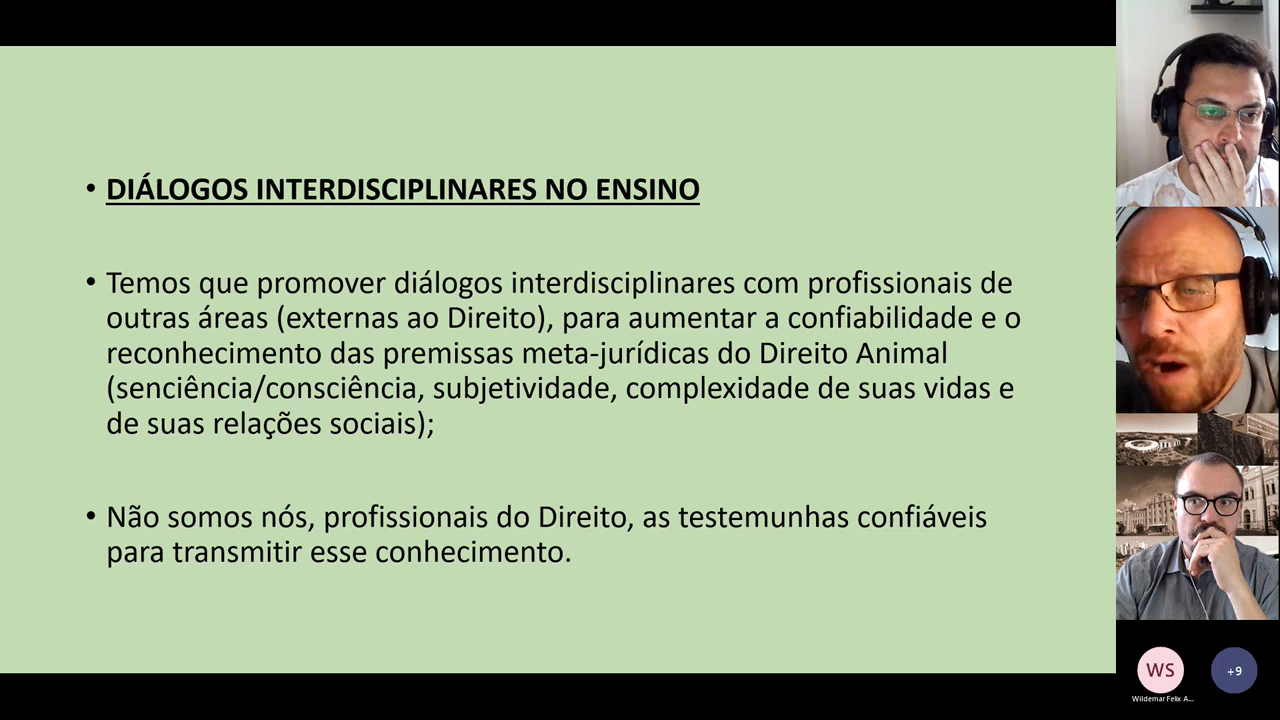 • DIÁLOGOS INTERDISCIPLINARES NO ENSINO
• Temos que promover diálogos interdisciplinares com profissionais de
outras áreas (externas ao Direito), para aumentar a confiabilidade e o
reconhecimento das premissas meta-jurídicas do Direito Animal
(senciência/consciência, subjetividade, complexidade de suas vidas e
de suas relações sociais);
• Não somos nós, profissionais do Direito, as testemunhas confiáveis
para transmitir esse conhecimento.
WS
+9
Wildemar Felix A...